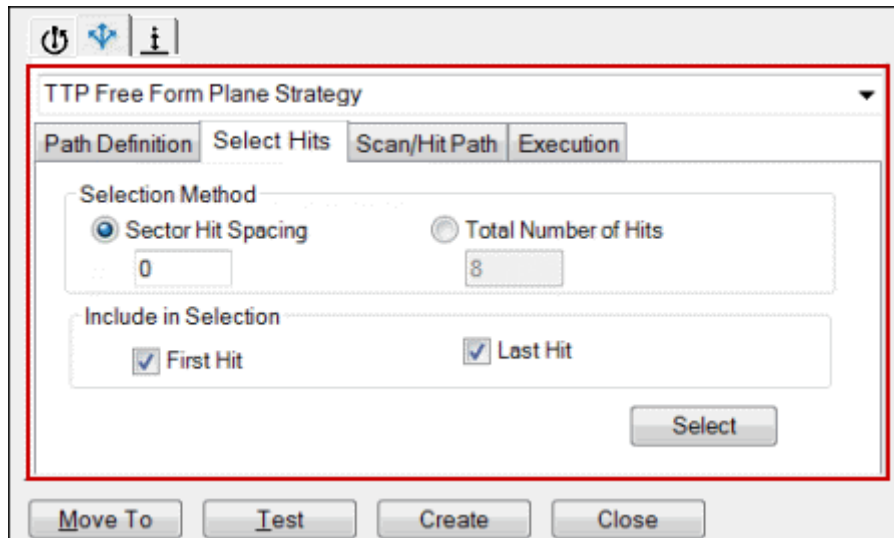 TTP Free Form Plane Strategy
Path Definition Select Hits Scan/Hit Path Execution
Selection Method
Sector Hit Spacing Total Number of Hits
0 8
Include in Selection
First Hit Last Hit
Select
Move To Test Create Close